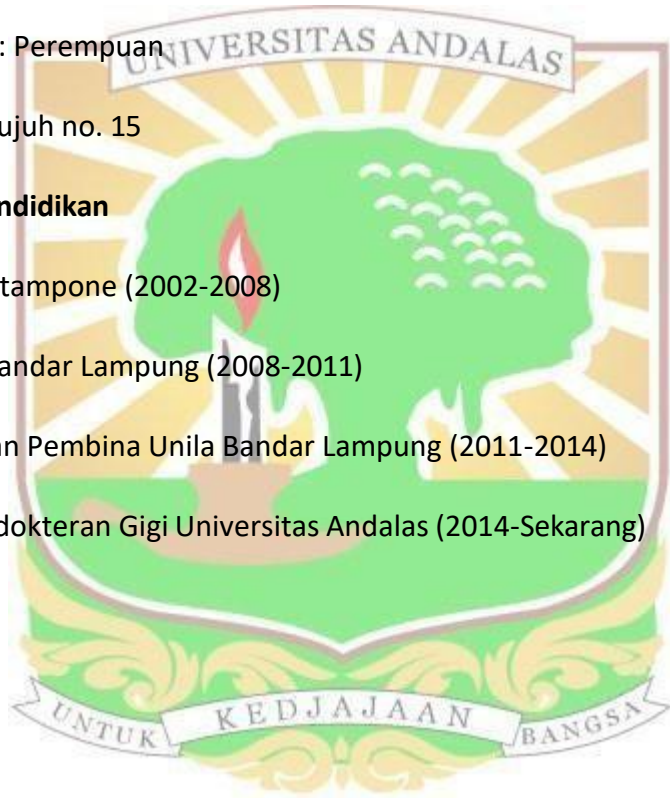 : Perempuan
UNIVERSITAS ANDALAS
ujuh no. 15
ndidikan
tampone (2002-2008)
andar Lampung (2008-2011)
n Pembina Unila Bandar Lampung (2011-2014)
dokteran Gigi Universitas Andalas (2014-Sekarang)
UNTUK KEDJAJAAN BANGSA